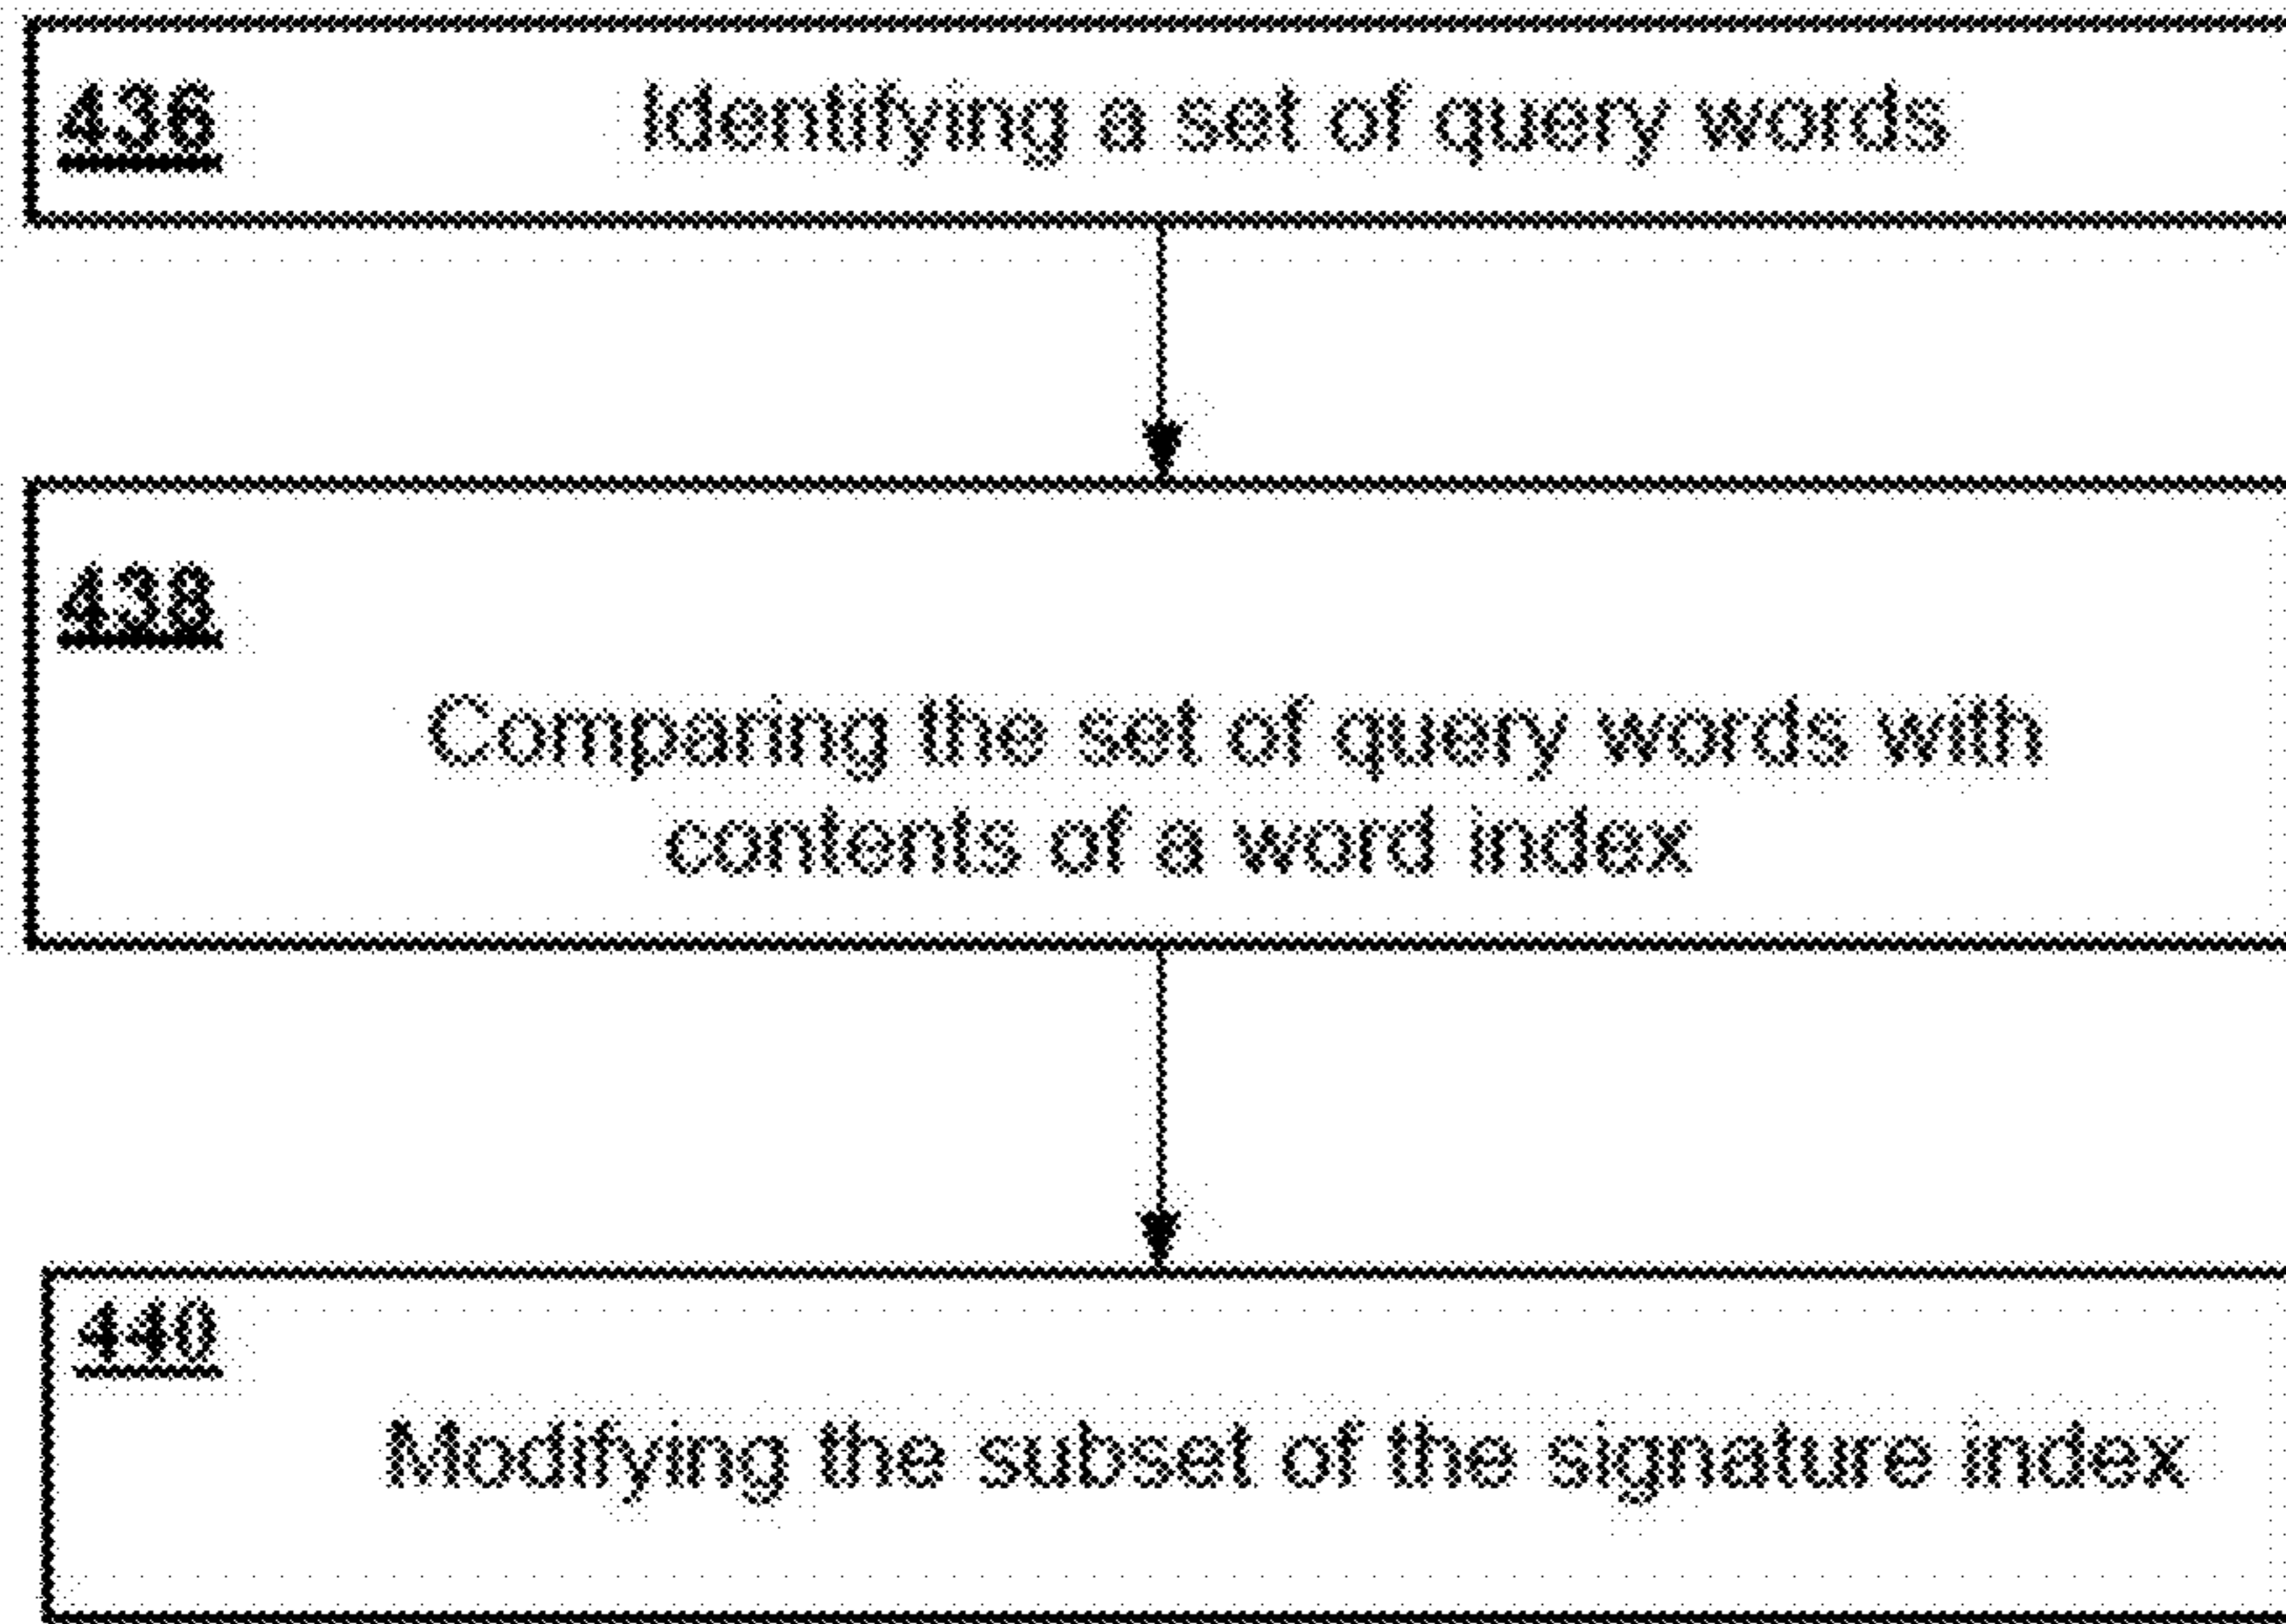 436 Identifying a set of query words
438
Comparing the set of query words with
contents of a word index
440
Modifying the subset of the signature index